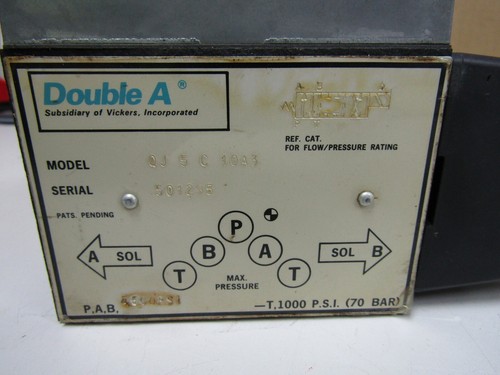 Double A ®
Subsidiary of Vickers, Incorporated
REF. CAT.
FOR FLOW/PRESSURE RATING
MODEL
SERIAL
PATS. PENDING
P
B A
T T
A SOL
SOL B
MAX.
PRESSURE
P.A.B.
—T.1000 P.S.I. (70 BAR)